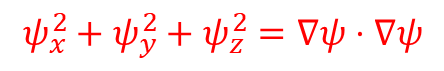 ψ_x^2 + ψ_y^2 + ψ_z^2 = ∇ψ · ∇ψ